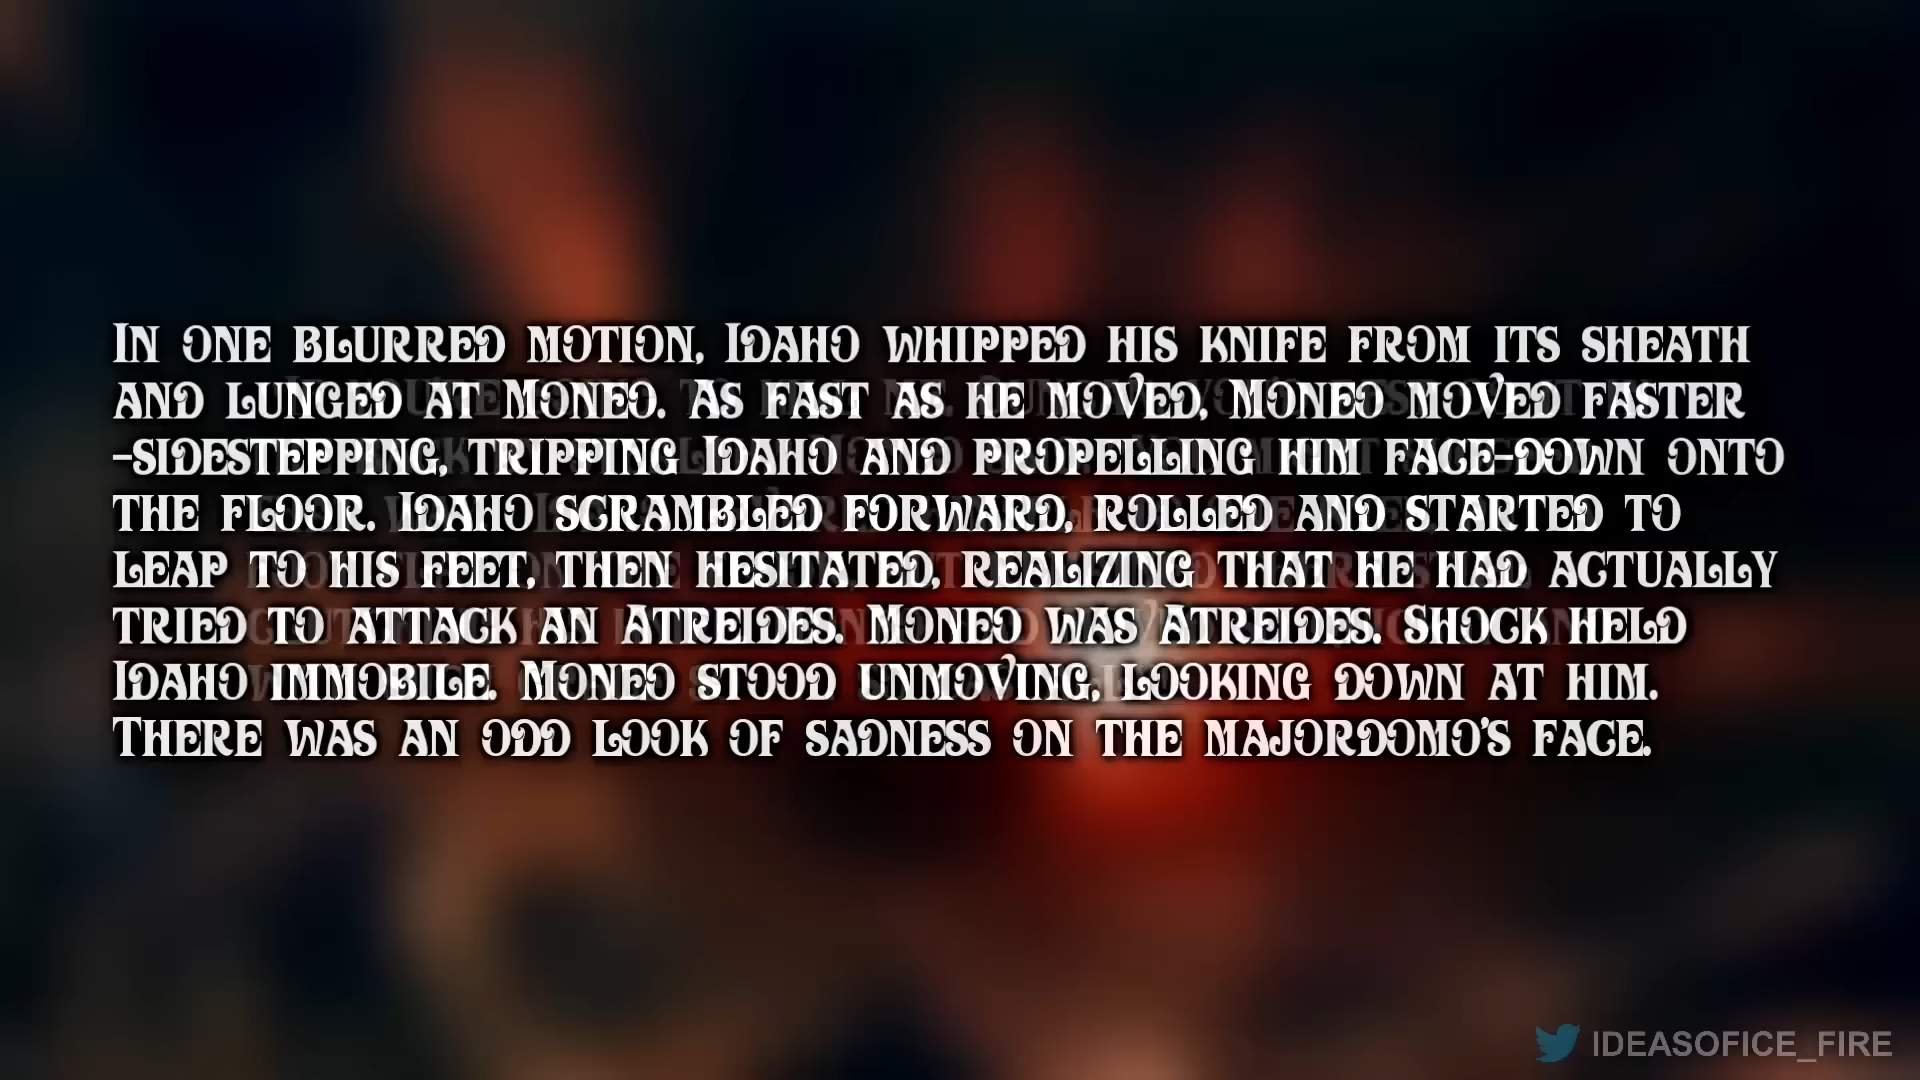 In one blurred motion, Idaho whipped his knife from its sheath
and lunged at Moneo. As fast as he moved, Moneo moved faster
-sidestepping, tripping Idaho and propelling him face-down onto
the floor. Idaho scrambled forward, rolled and started to
leap to his feet, then hesitated, realizing that he had actually
tried to attack an Atreides. Moneo was Atreides. Shock held
Idaho immobile. Moneo stood unmoving, looking down at him.
There was an odd look of sadness on the majordomo's face.
IDEASOFICE_FIRE